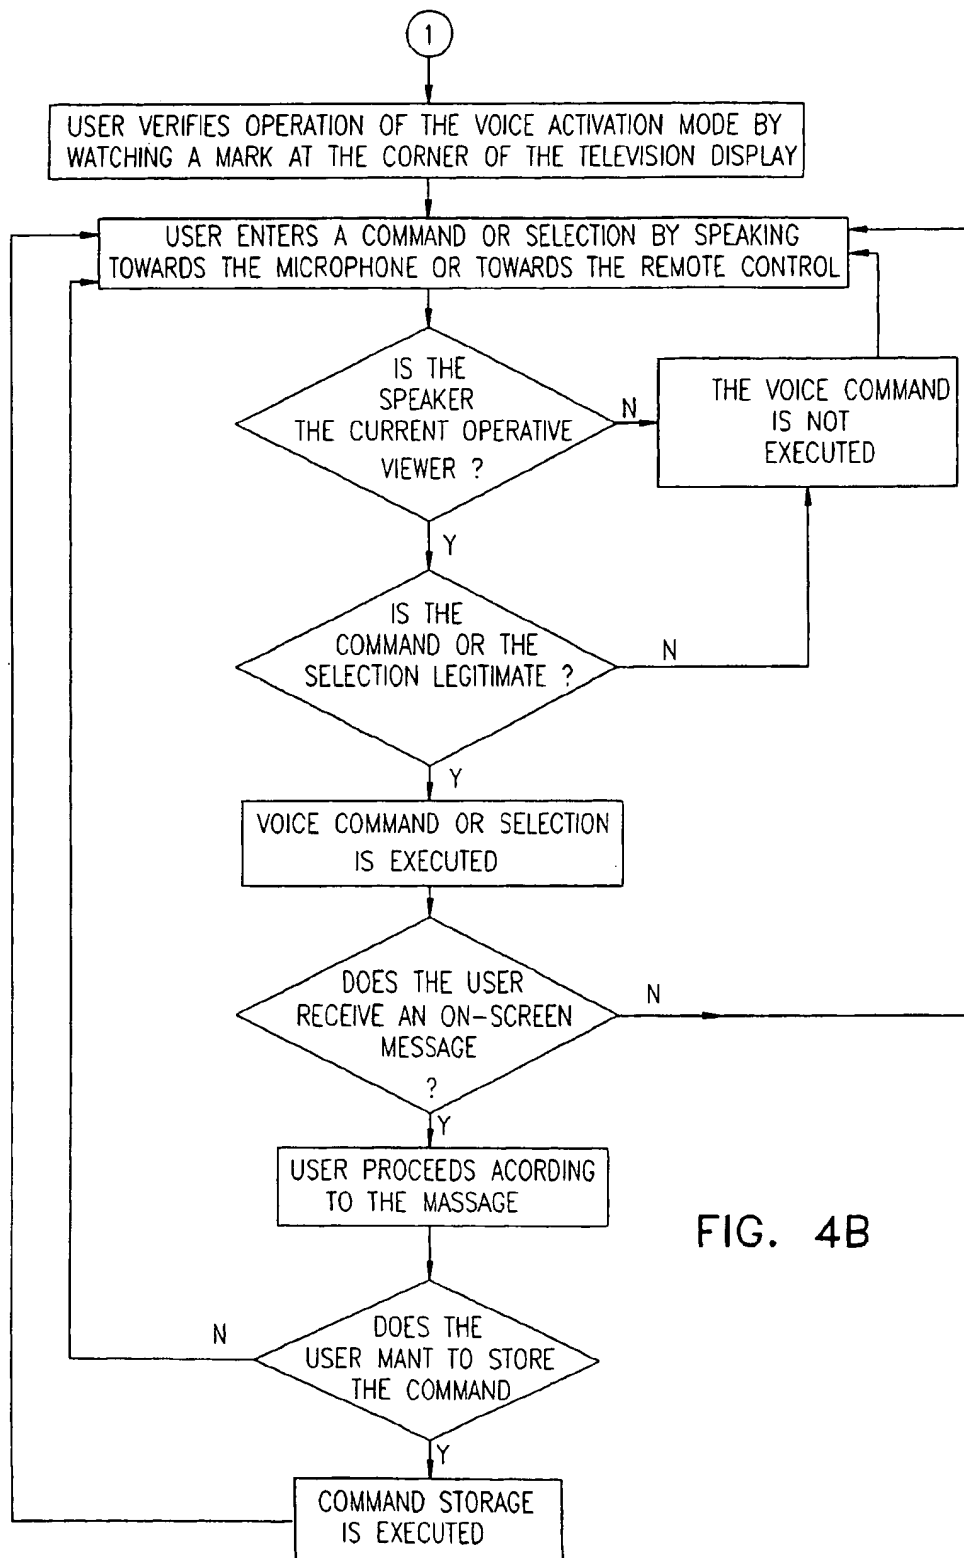 1
USER VERIFIES OPERATION OF THE VOICE ACTIVATION MODE BY
WATCHING A MARK AT THE CORNER OF THE TELEVISION DISPLAY
USER ENTERS A COMMAND OR SELECTION BY SPEAKING
TOWARDS THE MICROPHONE OR TOWARDS THE REMOTE CONTROL
IS THE
SPEAKER
THE CURRENT OPERATIVE
VIEWER ?
N
THE VOICE COMMAND
IS NOT
EXECUTED
Y
IS THE
COMMAND OR THE
SELECTION LEGITIMATE ?
N
Y
VOICE COMMAND OR SELECTION
IS EXECUTED
DOES THE USER
RECEIVE AN ON-SCREEN
MESSAGE
?
N
Y
USER PROCEEDS ACORDING
TO THE MASSAGE
FIG. 4B
DOES THE
USER MANT TO STORE
THE COMMAND
N
Y
COMMAND STORAGE
IS EXECUTED